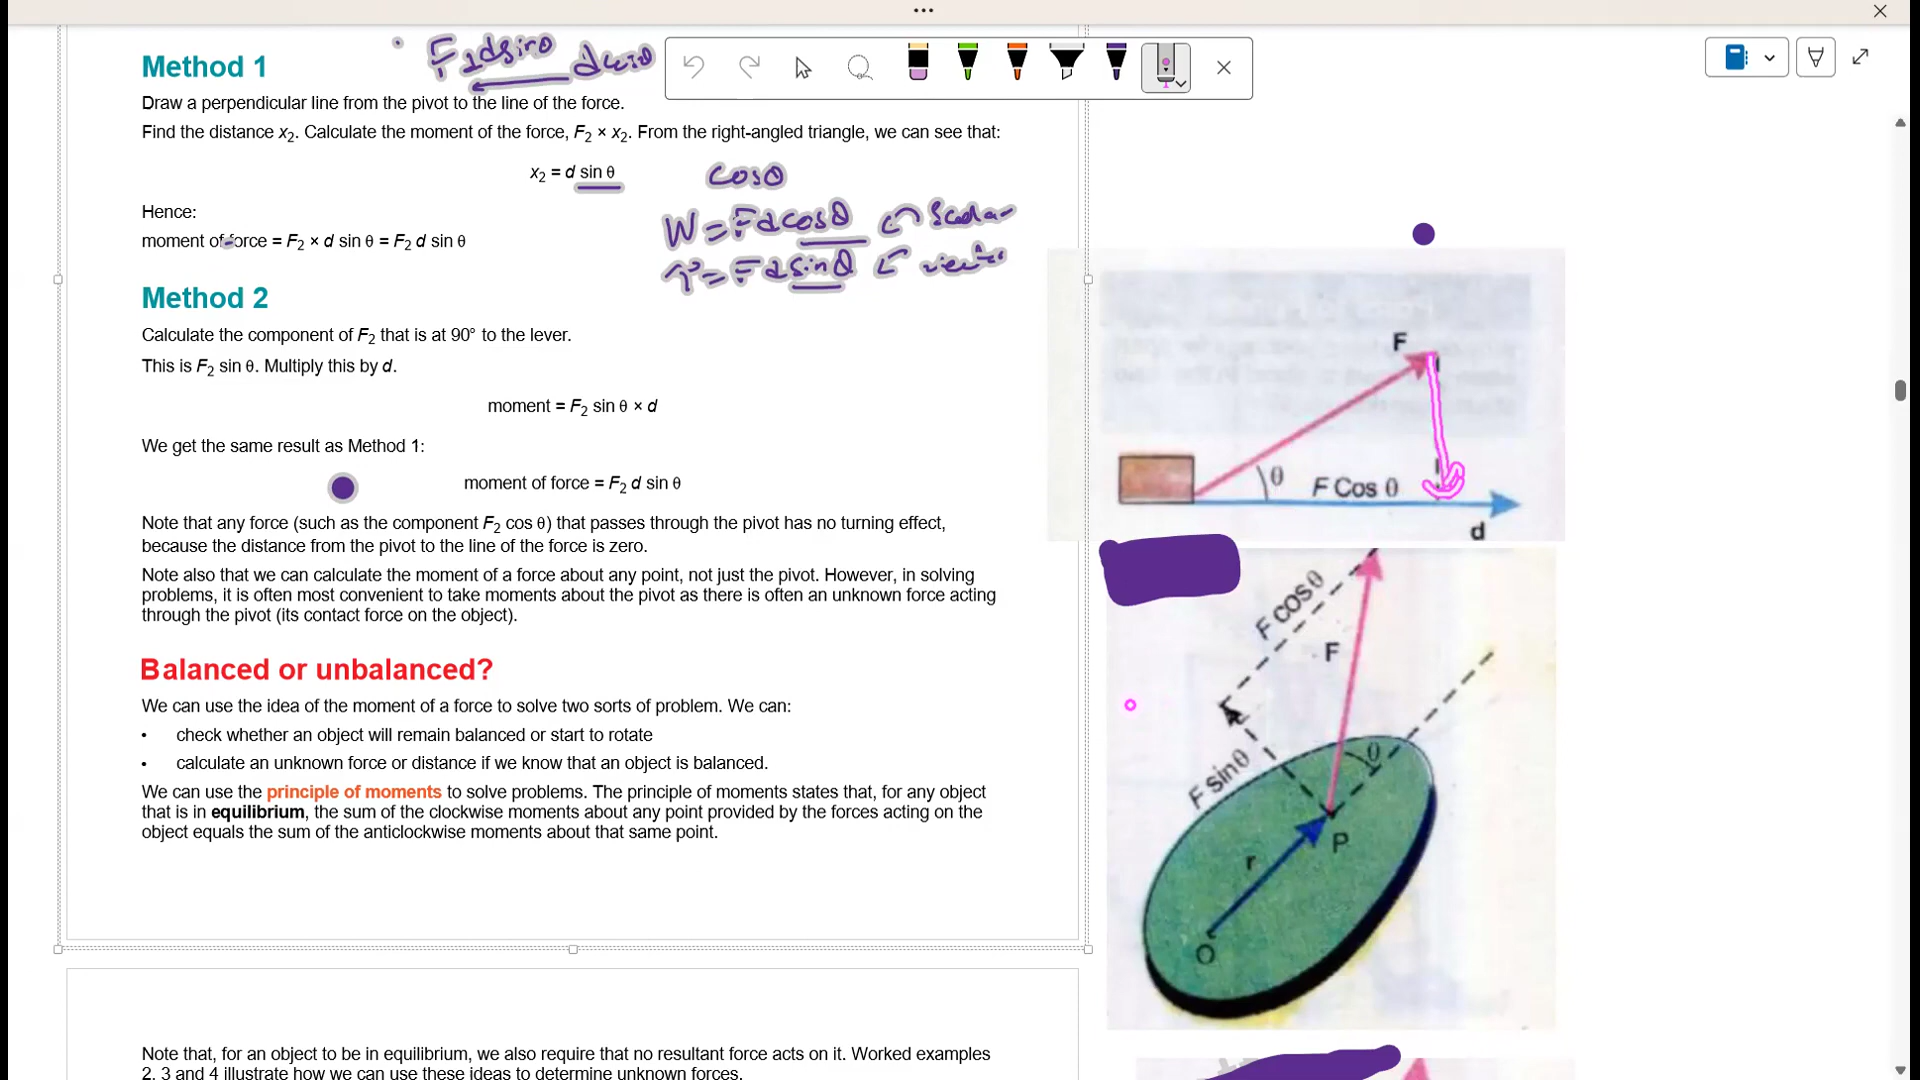 Method 1
F₂dsinθ dsinθ
Draw a perpendicular line from the pivot to the line of the force.
Find the distance x₂. Calculate the moment of the force, F₂ × x₂. From the right-angled triangle, we can see that:
x₂ = d sin θ
cosθ
Hence:
W = Fd cosθ Scalar
moment of force = F₂ × d sin θ = F₂ d sin θ
τ = Fd sinθ vector
Method 2
Calculate the component of F₂ that is at 90° to the lever.
This is F₂ sin θ. Multiply this by d.
moment = F₂ sin θ × d
We get the same result as Method 1:
moment of force = F₂ d sin θ
Note that any force (such as the component F₂ cos θ) that passes through the pivot has no turning effect,
because the distance from the pivot to the line of the force is zero.
Note also that we can calculate the moment of a force about any point, not just the pivot. However, in solving
problems, it is often most convenient to take moments about the pivot as there is often an unknown force acting
through the pivot (its contact force on the object).
Balanced or unbalanced?
We can use the idea of the moment of a force to solve two sorts of problem. We can:
• check whether an object will remain balanced or start to rotate
• calculate an unknown force or distance if we know that an object is balanced.
We can use the principle of moments to solve problems. The principle of moments states that, for any object
that is in equilibrium, the sum of the clockwise moments about any point provided by the forces acting on the
object equals the sum of the anticlockwise moments about that same point.
Note that, for an object to be in equilibrium, we also require that no resultant force acts on it. Worked examples
2, 3 and 4 illustrate how we can use these ideas to determine unknown forces.
F
θ
F Cos θ
d
F cosθ
F
F sinθ
θ
P
r
O